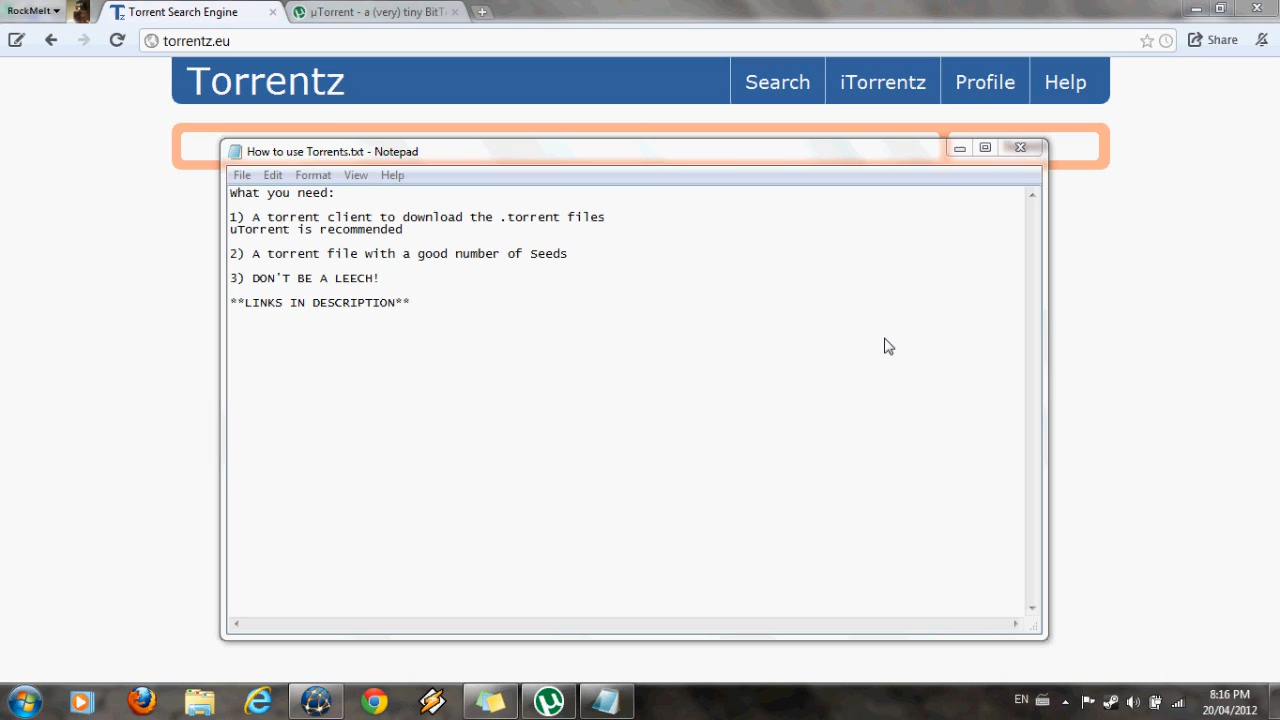 RockMelt
Torrent Search Engine
µTorrent - a (very) tiny BitT
torrentz.eu
Share
Torrentz
Search
iTorrentz
Profile
Help
How to use Torrents.txt - Notepad
File Edit Format View Help
What you need:
1) A torrent client to download the .torrent files
uTorrent is recommended
2) A torrent file with a good number of Seeds
3) DON'T BE A LEECH!
**LINKS IN DESCRIPTION**
EN
8:16 PM
20/04/2012